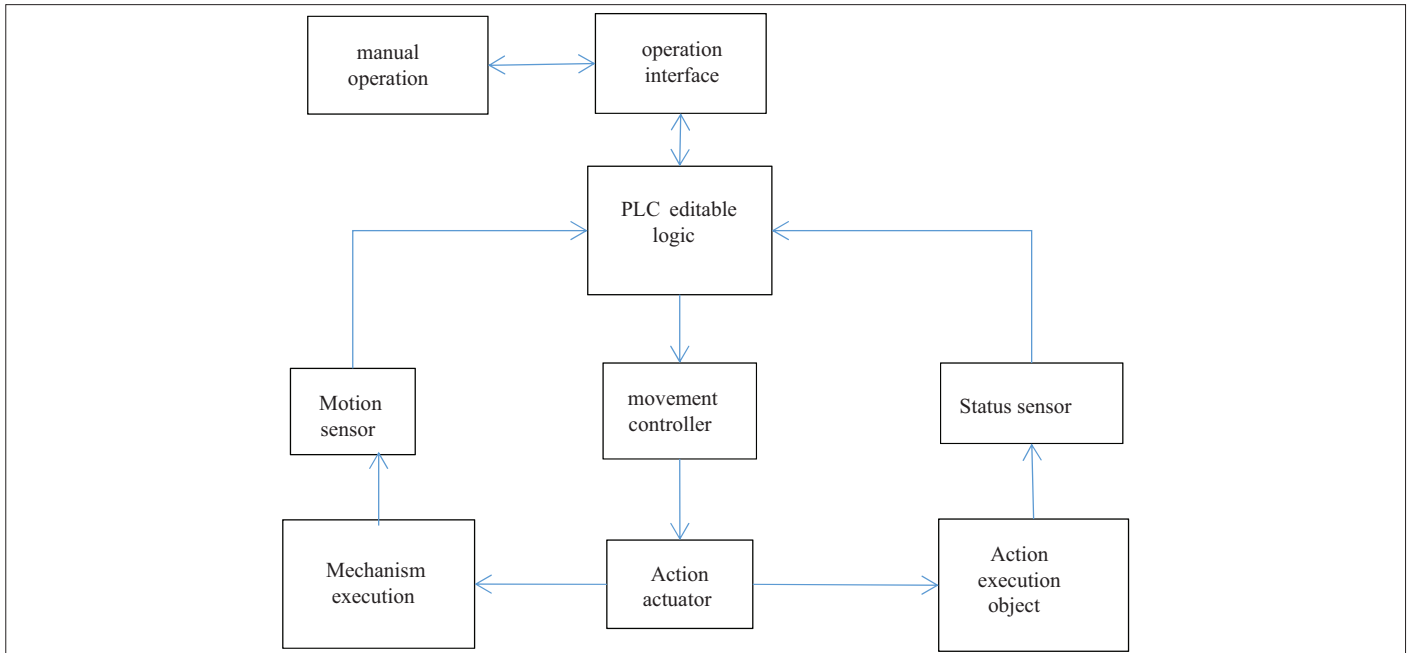 manual
operation
operation
interface
PLC editable
logic
Motion
sensor
movement
controller
Status sensor
Mechanism
execution
Action
actuator
Action
execution
object